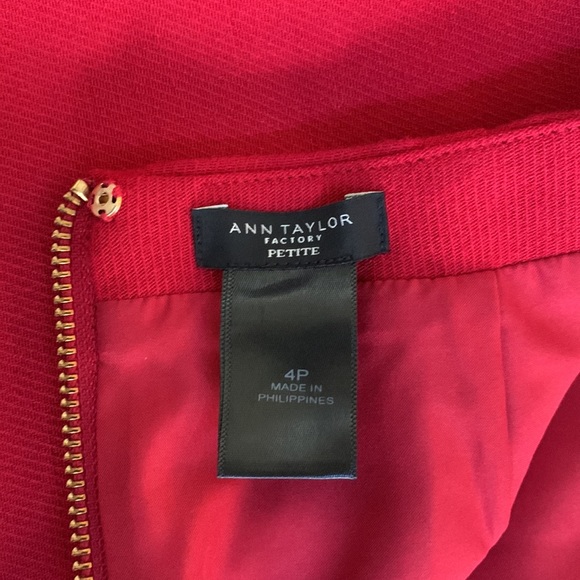 ANN TAYLOR
FACTORY
PETITE
4P
MADE IN
PHILIPPINES